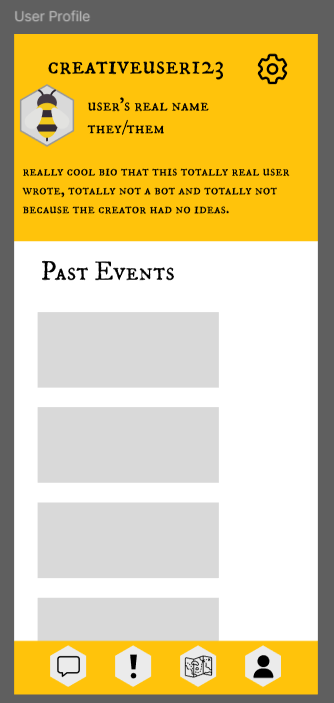 User Profile
creativeuser123
user's real name
they/them
really cool bio that this totally real user
wrote, totally not a bot and totally not
because the creator had no ideas.
Past Events
!